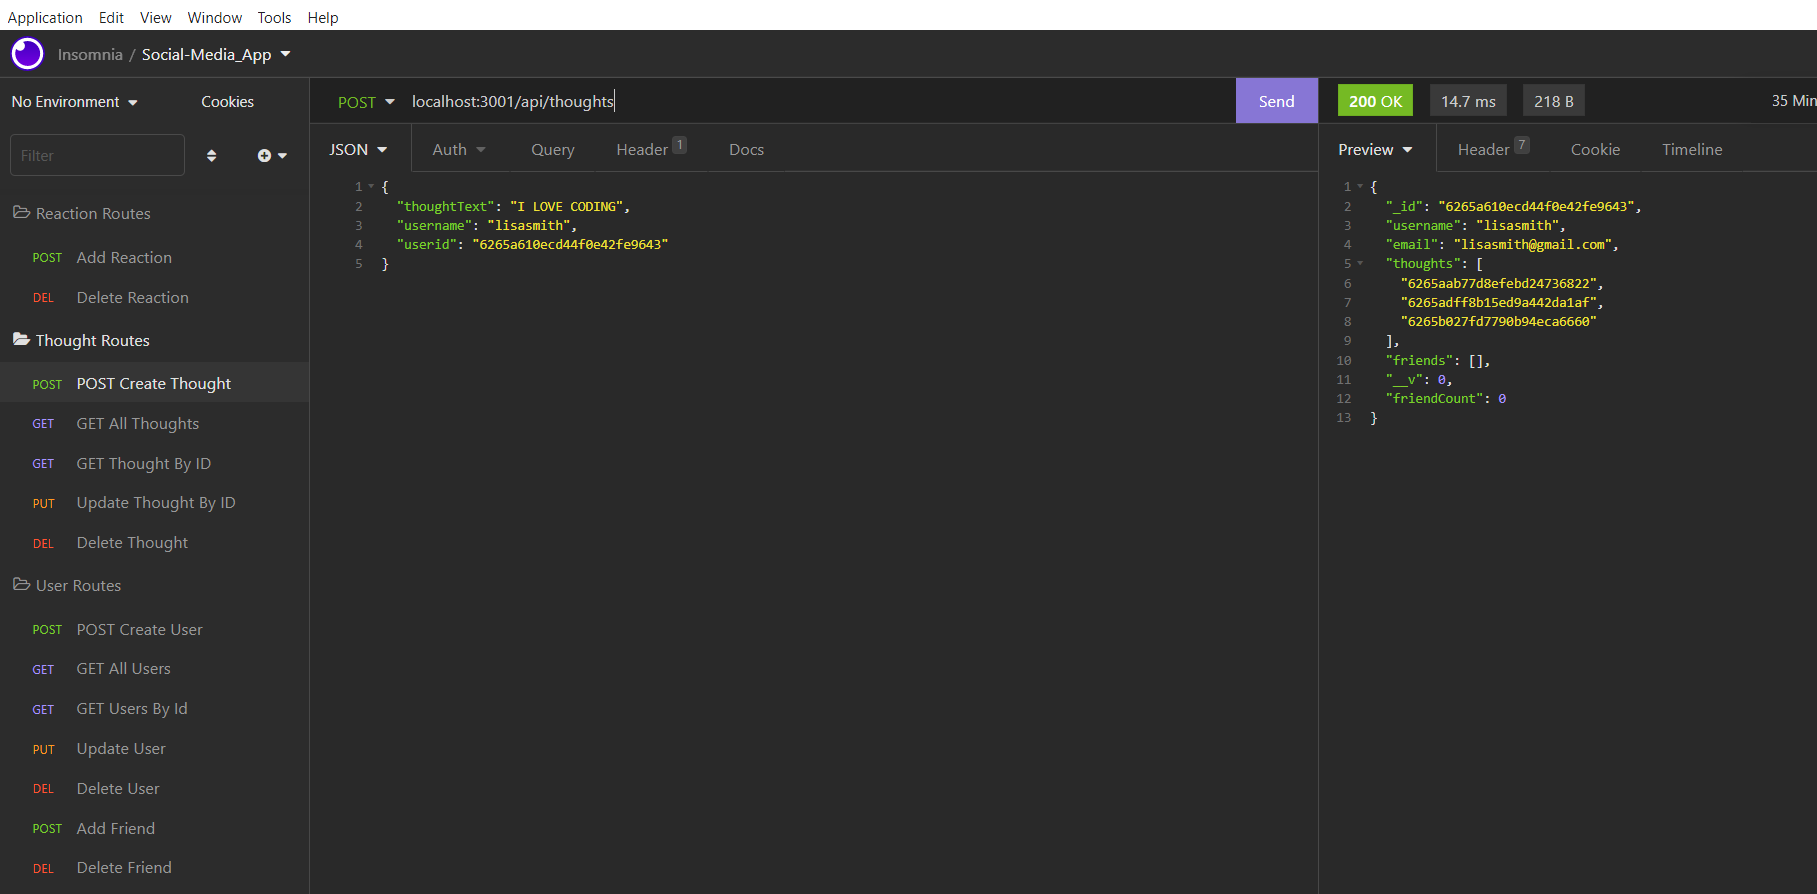 Application Edit View Window Tools Help
Insomnia / Social-Media_App
No Environment Cookies
Filter
Reaction Routes
POST Add Reaction
DEL Delete Reaction
Thought Routes
POST POST Create Thought
GET GET All Thoughts
GET GET Thought By ID
PUT Update Thought By ID
DEL Delete Thought
User Routes
POST POST Create User
GET GET All Users
GET GET Users By Id
PUT Update User
DEL Delete User
POST Add Friend
DEL Delete Friend
POST localhost:3001/api/thoughts Send
JSON Auth Query Header 1 Docs
1 {
2 "thoughtText": "I LOVE CODING",
3 "username": "lisasmith",
4 "userid": "6265a610ecd44f0e42fe9643"
5 }
200 OK 14.7 ms 218 B 35 Min
Preview Header 7 Cookie Timeline
1 {
2 "_id": "6265a610ecd44f0e42fe9643",
3 "username": "lisasmith",
4 "email": "lisasmith@gmail.com",
5 "thoughts": [
6 "6265aab77d8efebd24736822",
7 "6265adff8b15ed9a442da1af",
8 "6265b027fd7790b94eca6660"
9 ],
10 "friends": [],
11 "__v": 0,
12 "friendCount": 0
13 }